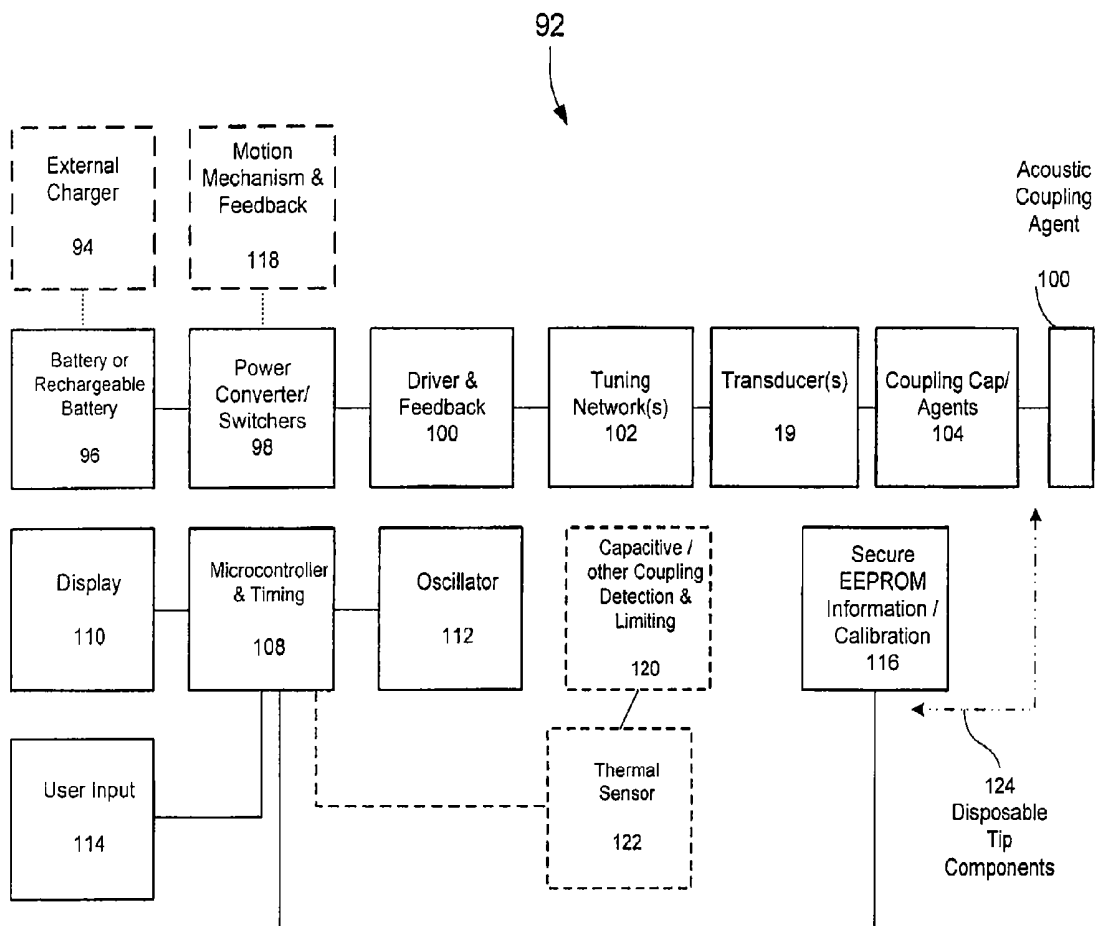 92
External
Charger
94
Motion
Mechanism &
Feedback
118
Acoustic
Coupling
Agent
100
Battery or
Rechargeable
Battery
96
Power
Converter/
Switchers
98
Driver &
Feedback
100
Tuning
Network(s)
102
Transducer(s)
19
Coupling Cap/
Agents
104
Display
110
Microcontroller
& Timing
108
Oscillator
112
Capacitive /
other Coupling
Detection &
Limiting
120
Secure
EEPROM
Information /
Calibration
116
User Input
114
Thermal
Sensor
122
124
Disposable
Tip
Components